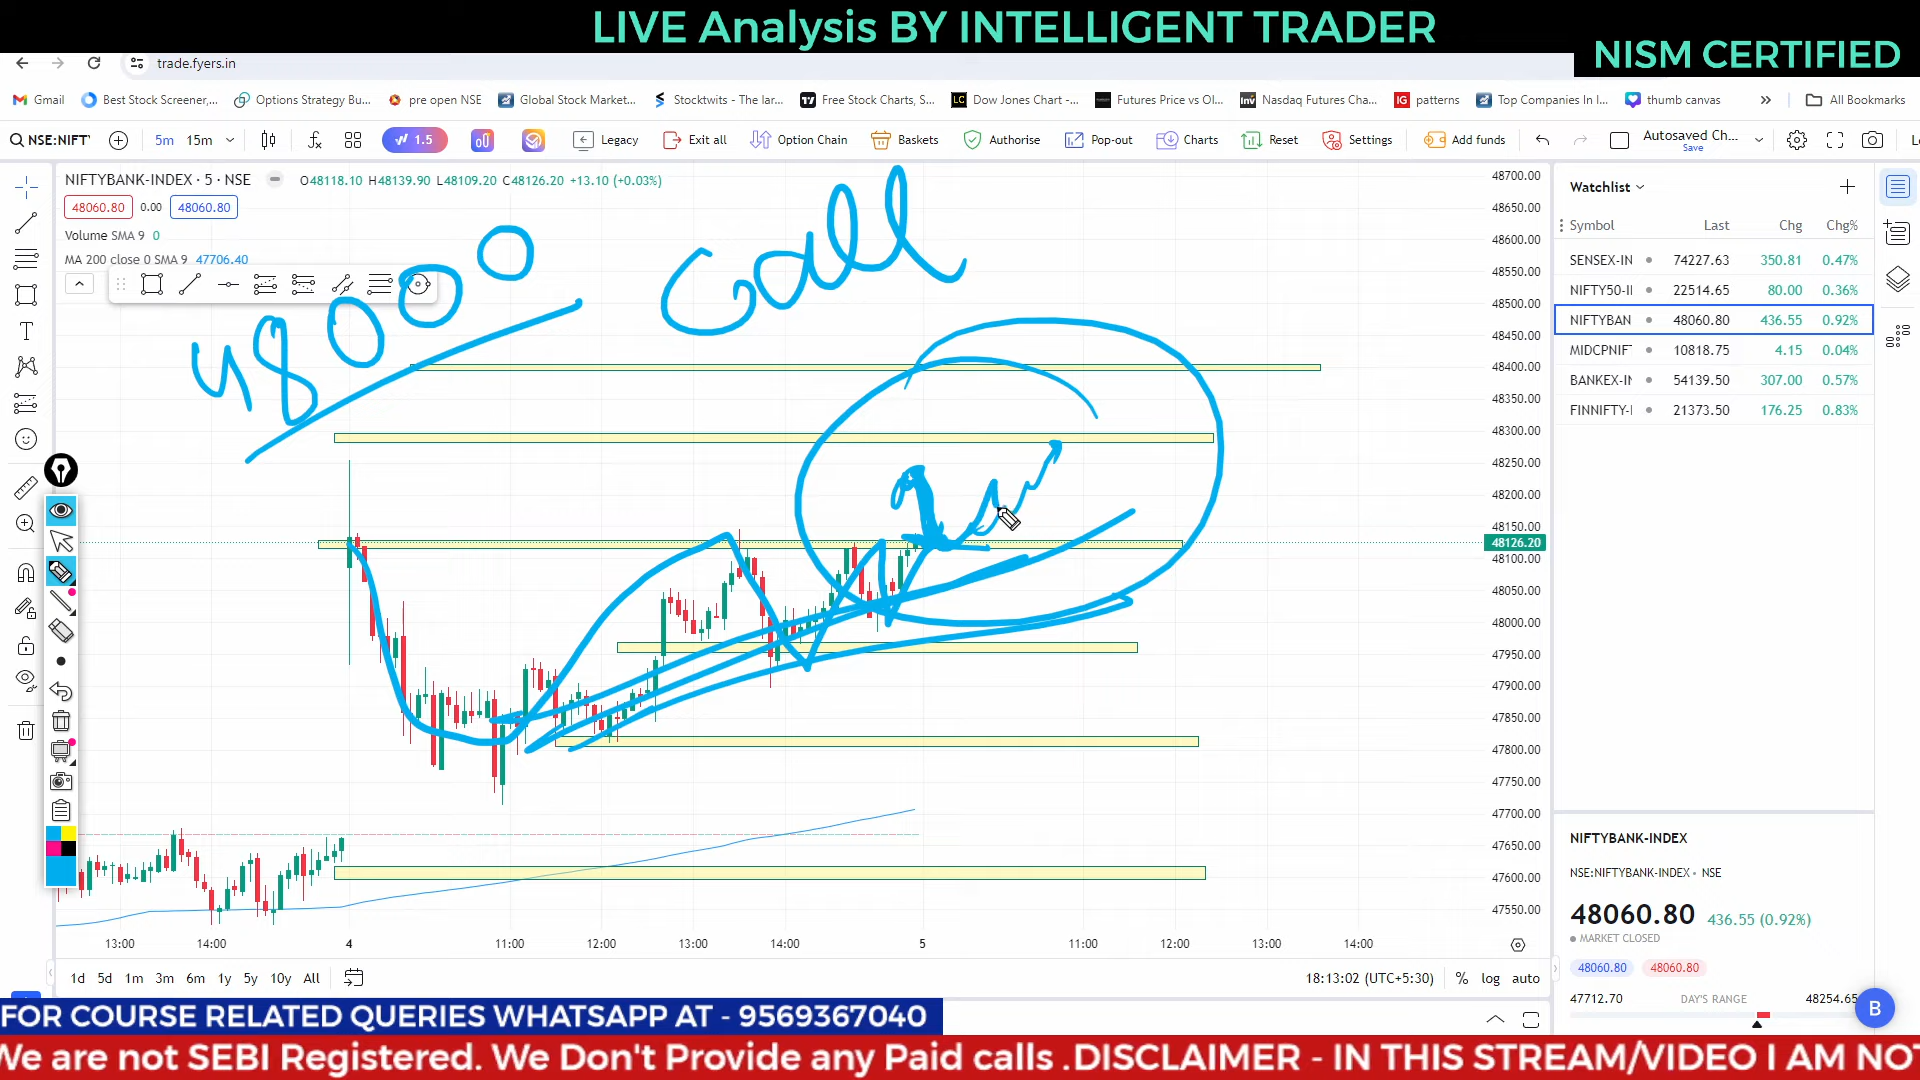 LIVE Analysis BY INTELLIGENT TRADER
NISM CERTIFIED
trade.fyers.in
Gmail
Best Stock Screener,...
Options Strategy Bu...
pre open NSE
Global Stock Market...
Stocktwits - The lar...
Free Stock Charts, S...
Dow Jones Chart -...
Futures Price vs OI...
Nasdaq Futures Cha...
patterns
Top Companies In I...
thumb canvas
All Bookmarks
NSE:NIFTY
5m
15m
1.5
Legacy
Exit all
Option Chain
Baskets
Authorise
Pop-out
Charts
Reset
Settings
Add funds
Autosaved Ch...
Save
NIFTYBANK-INDEX · 5 · NSE
O48118.10 H48139.90 L48109.20 C48126.20 +13.10 (+0.03%)
48060.80 0.00 48060.80
Volume SMA 9 0
MA 200 close 0 SMA 9 47706.40
48000 Call
48700.00
48650.00
48600.00
48550.00
48500.00
48450.00
48400.00
48350.00
48300.00
48250.00
48200.00
48150.00
48126.20
48100.00
48050.00
48000.00
47950.00
47900.00
47850.00
47800.00
47750.00
47700.00
47650.00
47600.00
47550.00
13:00 14:00 4 11:00 12:00 13:00 14:00 5 11:00 12:00 13:00 14:00
1d 5d 1m 3m 6m 1y 5y 10y All
18:13:02 (UTC+5:30) % log auto
Watchlist
Symbol Last Chg Chg%
SENSEX-IN 74227.63 350.81 0.47%
NIFTY50-II 22514.65 80.00 0.36%
NIFTYBAN 48060.80 436.55 0.92%
MIDCPNIF 10818.75 4.15 0.04%
BANKEX-IN 54139.50 307.00 0.57%
FINNIFTY-I 21373.50 176.25 0.83%
NIFTYBANK-INDEX
NSE:NIFTYBANK-INDEX • NSE
48060.80 436.55 (0.92%)
MARKET CLOSED
48060.80 48060.80
47712.70 DAY'S RANGE 48254.65
B
FOR COURSE RELATED QUERIES WHATSAPP AT - 9569367040
We are not SEBI Registered. We Don't Provide any Paid calls .DISCLAIMER - IN THIS STREAM/VIDEO I AM NO